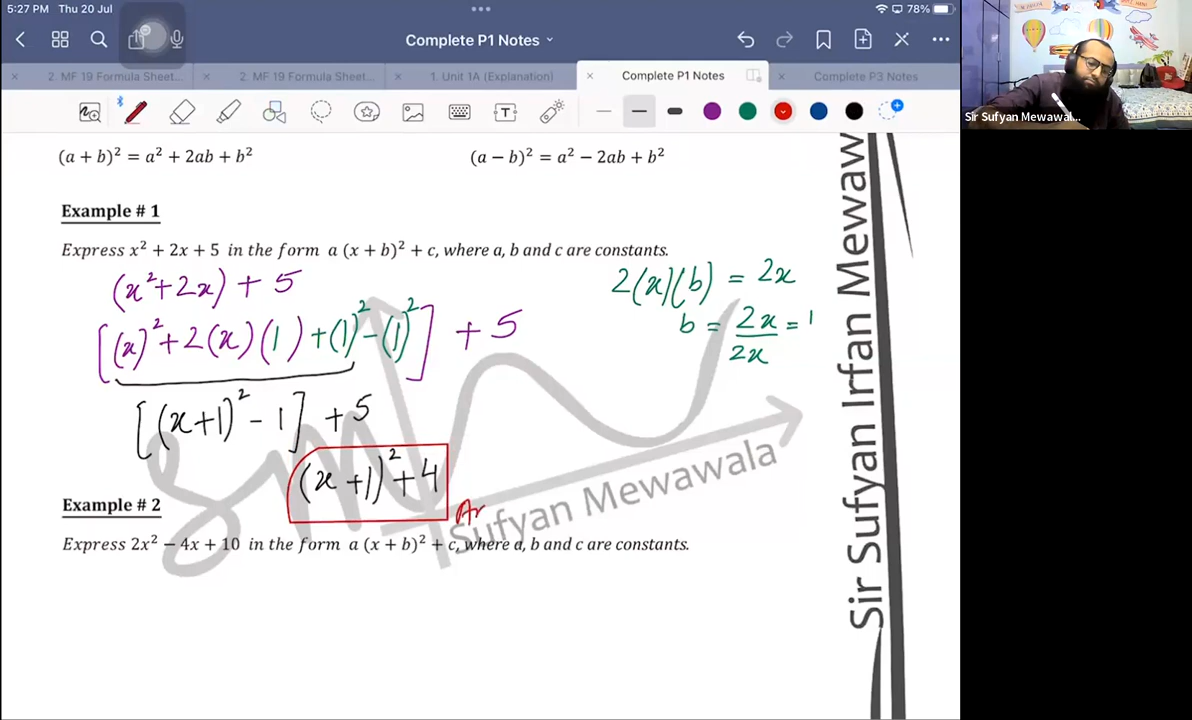 5:27 PM Thu 20 Jul
78%
Complete P1 Notes
2. MF 19 Formula Sheet...
2. MF 19 Formula Sheet...
1. Unit 1A (Explanation)
Complete P1 Notes
Complete P3 Notes
Sir Sufyan Mewawal...
(a + b)² = a² + 2ab + b²
(a − b)² = a² − 2ab + b²
Example # 1
Express x² + 2x + 5 in the form a (x + b)² + c, where a, b and c are constants.
(x²+2x) + 5
2(x)(b) = 2x
[(x)²+2(x)(1)+(1)²-(1)²] + 5
b = 2x/2x = 1
[(x+1)² - 1] + 5
(x+1)²+4
Example # 2
Express 2x² − 4x + 10 in the form a (x + b)² + c, where a, b and c are constants.
Sufyan Mewawala
Sir Sufyan Irfan Mewaw